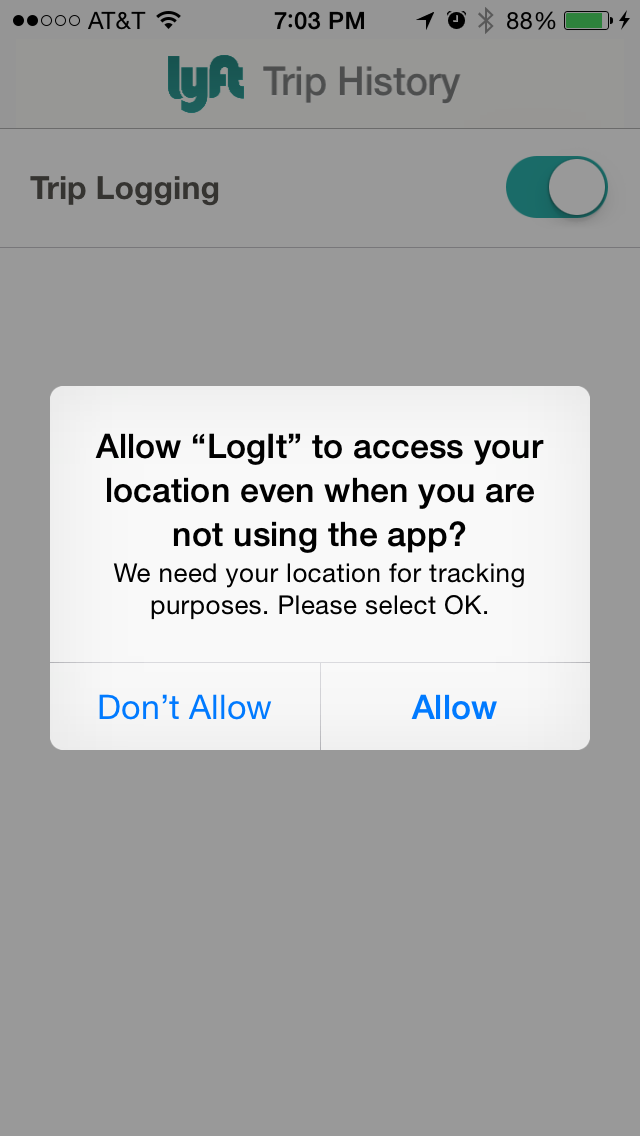 AT&T 7:03 PM 88%
lyft Trip History
Trip Logging
Allow “LogIt” to access your
location even when you are
not using the app?
We need your location for tracking
purposes. Please select OK.
Don’t Allow Allow